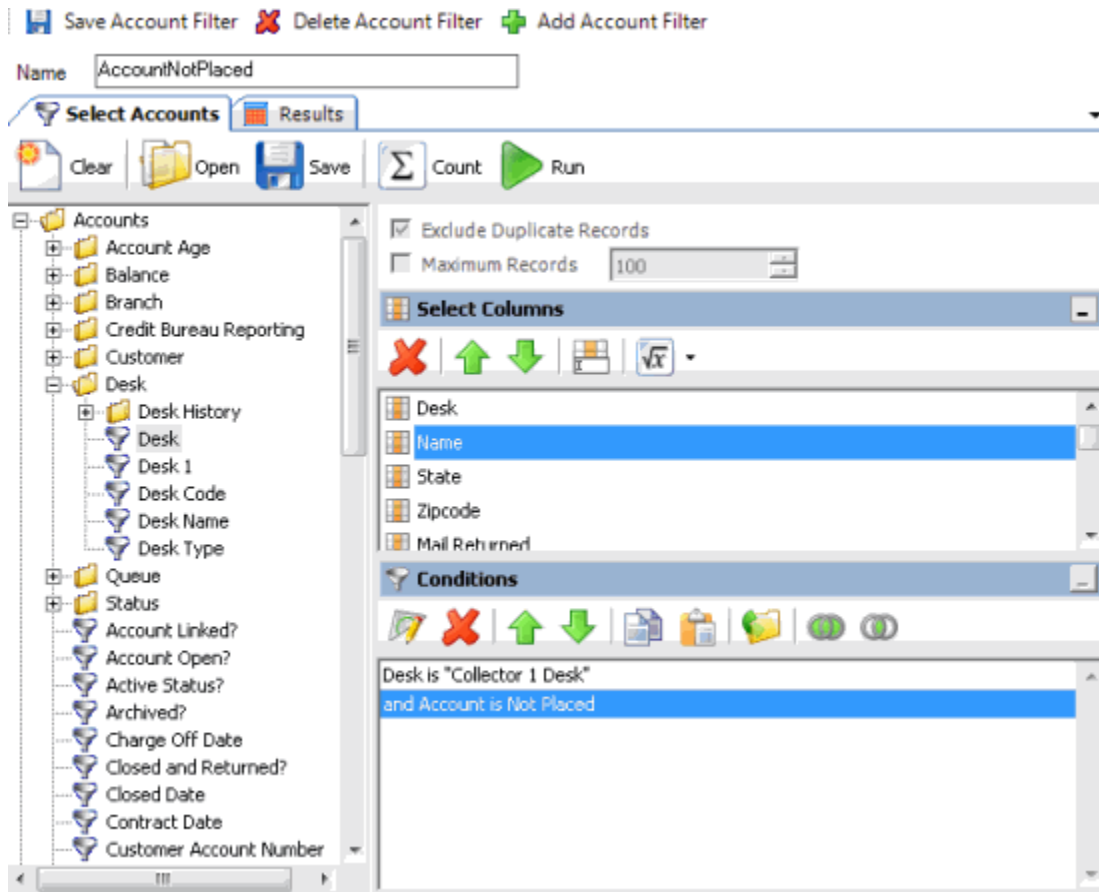 Save Account Filter Delete Account Filter Add Account Filter
Name AccountNotPlaced
Select Accounts Results
Clear Open Save Σ Count Run
Accounts
Account Age
Balance
Branch
Credit Bureau Reporting
Customer
Desk
Desk History
Desk
Desk 1
Desk Code
Desk Name
Desk Type
Queue
Status
Account Linked?
Account Open?
Active Status?
Archived?
Charge Off Date
Closed and Returned?
Closed Date
Contract Date
Customer Account Number
Exclude Duplicate Records
Maximum Records 100
Select Columns
√x
Desk
Name
State
Zipcode
Mail Returned
Conditions
Desk is "Collector 1 Desk"
and Account is Not Placed